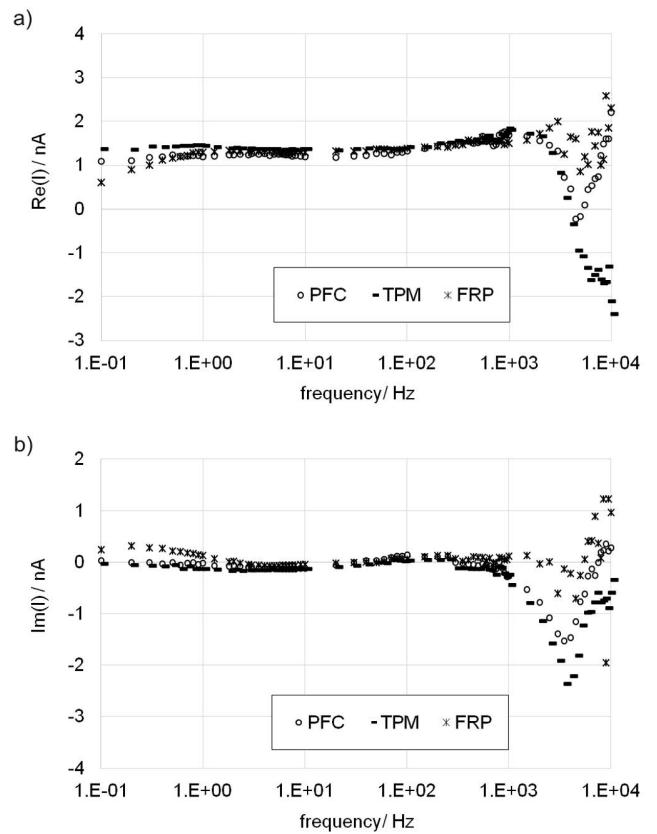 a)
4
3
2
1
0
-1
-2
-3
Re(I) / nA
PFC TPM FRP
1.E-01 1.E+00 1.E+01 1.E+02 1.E+03 1.E+04
frequency/ Hz
b)
2
1
0
-1
-2
-3
-4
Im(I) / nA
PFC TPM FRP
1.E-01 1.E+00 1.E+01 1.E+02 1.E+03 1.E+04
frequency/ Hz